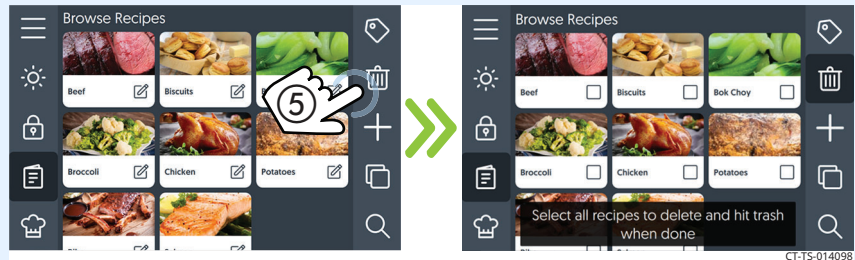 Browse Recipes
Beef
Biscuits
B
5
Broccoli
Chicken
Potatoes
Browse Recipes
Beef
Biscuits
Bok Choy
Broccoli
Chicken
Potatoes
Select all recipes to delete and hit trash
when done
CT-TS-014098